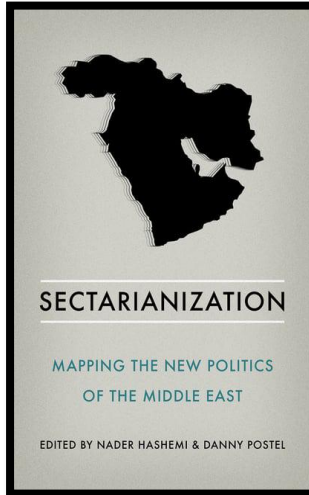 SECTARIANIZATION
MAPPING THE NEW POLITICS
OF THE MIDDLE EAST
EDITED BY NADER HASHEMI & DANNY POSTEL